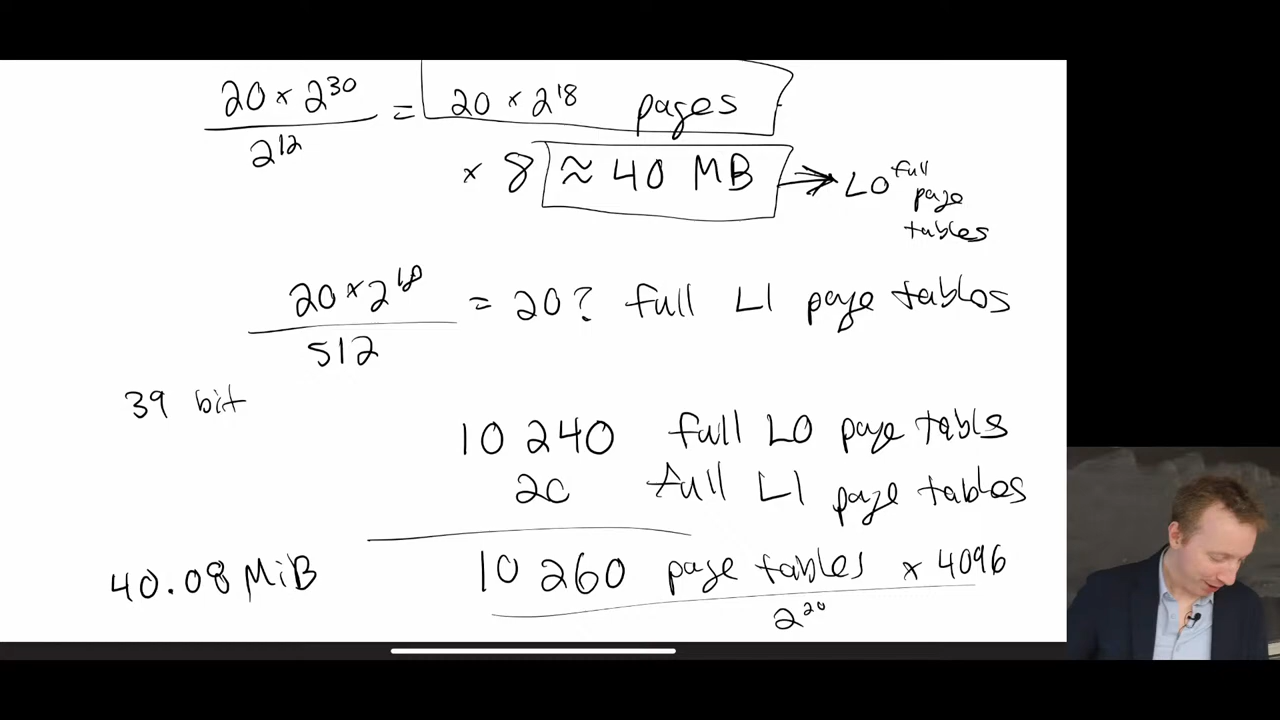 20 × 2^30 / 2^12 = 20 × 2^18 pages
× 8 ≈ 40 MB → L0 full page tables
20 × 2^18 / 512 = 20? full L1 page tables
39 bit
10 240 full L0 page tables
20 full L1 page tables
40.08 MiB 10 260 page tables × 4096 / 2^20